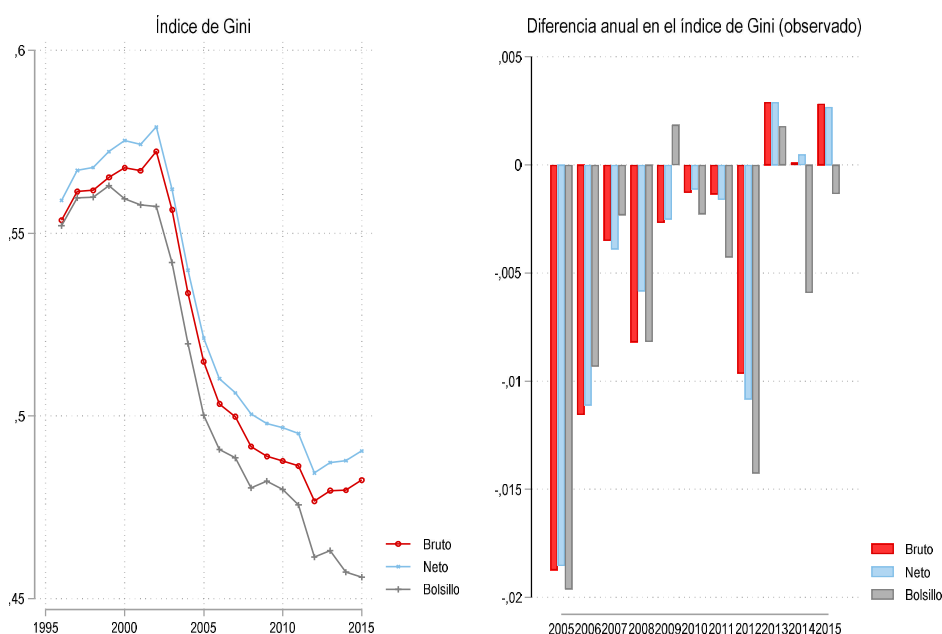 Índice de Gini
,6
,55
,5
,45
1995 2000 2005 2010 2015
Bruto
Neto
Bolsillo
Diferencia anual en el índice de Gini (observado)
,005
0
-,005
-,01
-,015
-,02
2005 2006 2007 2008 2009 2010 2011 2012 2013 2014 2015
Bruto
Neto
Bolsillo